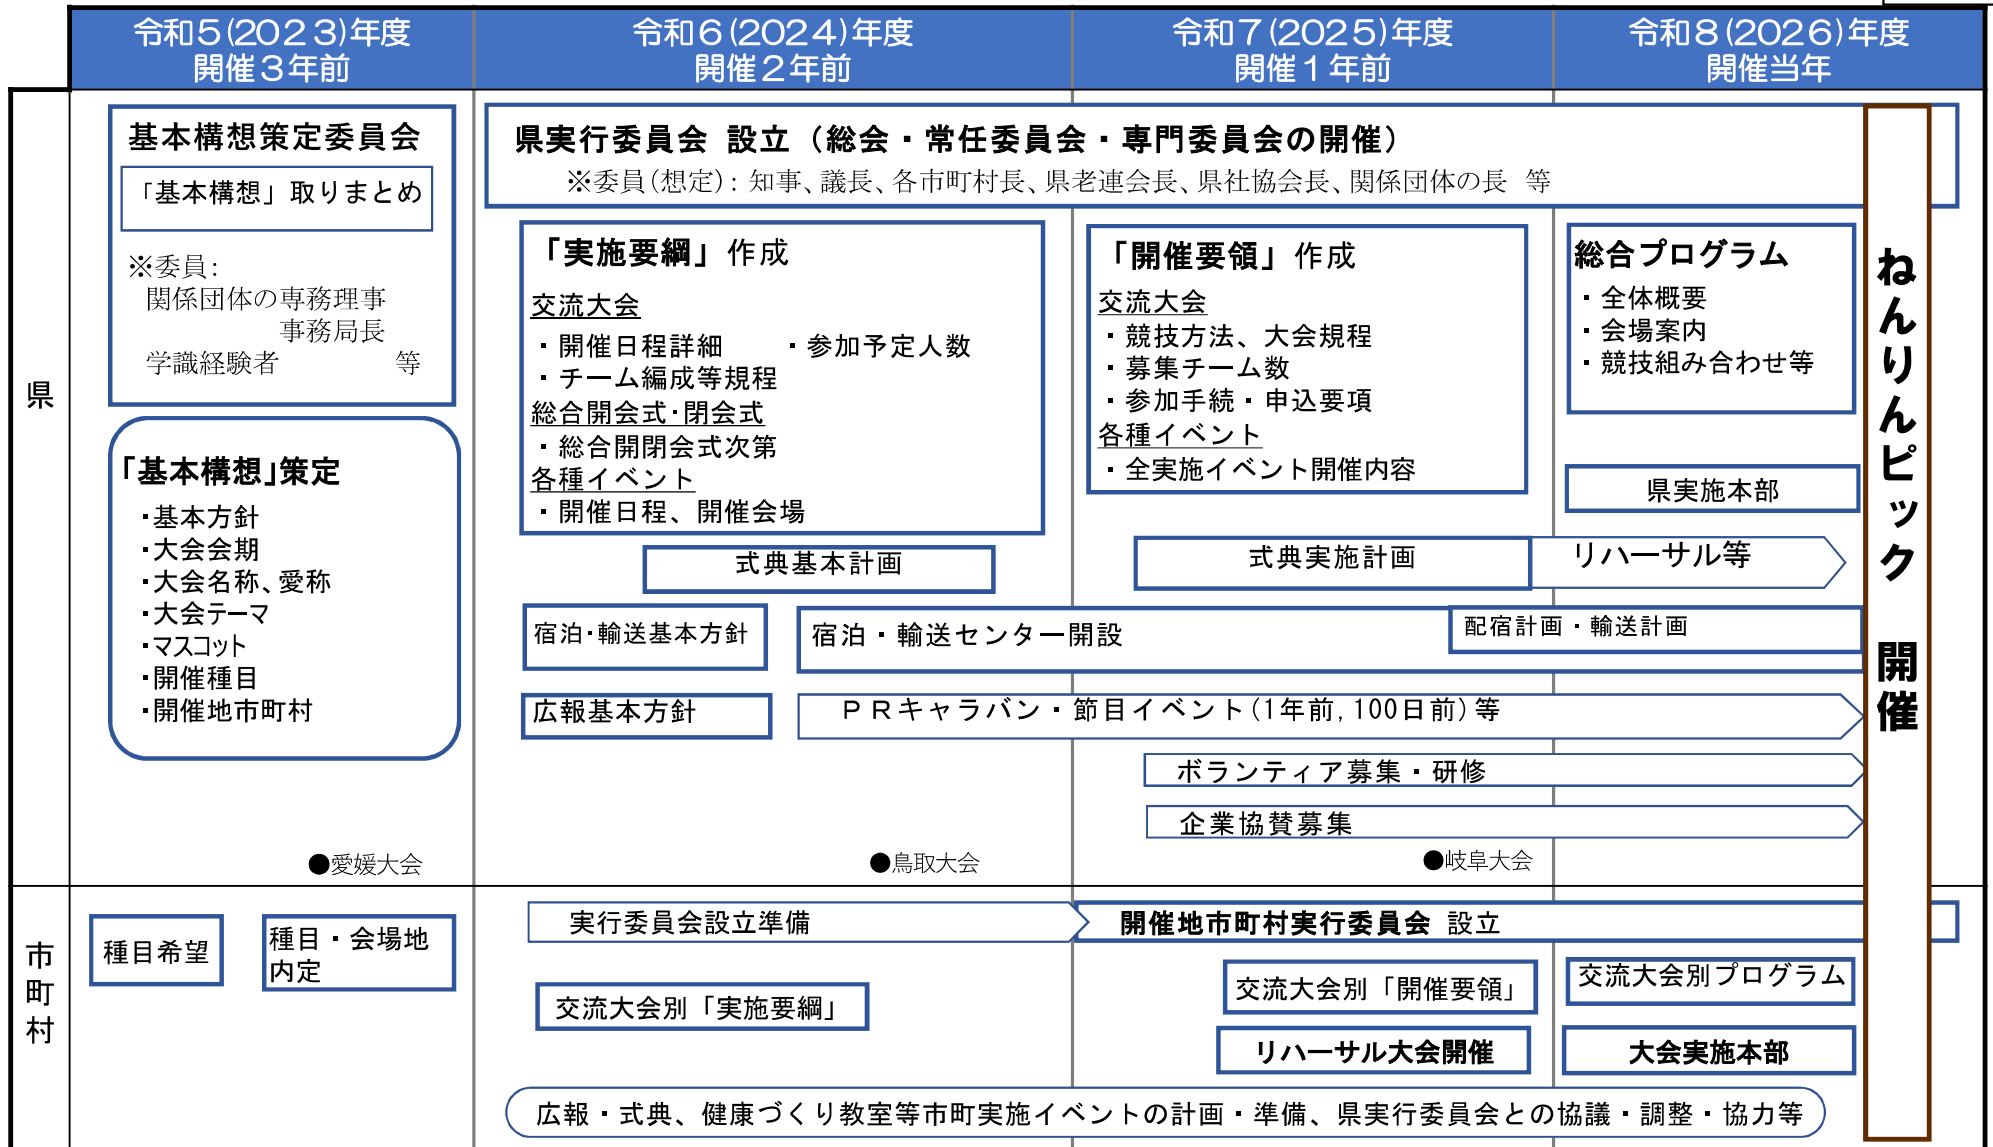 令和5(2023)年度
開催3年前
令和6(2024)年度
開催2年前
令和7(2025)年度
開催1年前
令和8(2026)年度
開催当年
県
基本構想策定委員会
「基本構想」取りまとめ
※委員:
関係団体の専務理事
事務局長
学識経験者　　　　等
「基本構想」策定
・基本方針
・大会会期
・大会名称、愛称
・大会テーマ
・マスコット
・開催種目
・開催地市町村
●愛媛大会
県実行委員会 設立（総会・常任委員会・専門委員会の開催）
※委員(想定):知事、議長、各市町村長、県老連会長、県社協会長、関係団体の長 等
「実施要綱」作成
交流大会
・開催日程詳細　　・参加予定人数
・チーム編成等規程
総合開会式・閉会式
・総合開閉会式次第
各種イベント
・開催日程、開催会場
式典基本計画
宿泊・輸送基本方針
宿泊・輸送センター開設
広報基本方針
PRキャラバン・節目イベント(1年前,100日前)等
●鳥取大会
「開催要領」作成
交流大会
・競技方法、大会規程
・募集チーム数
・参加手続・申込要項
各種イベント
・全実施イベント開催内容
式典実施計画
リハーサル等
配宿計画・輸送計画
ボランティア募集・研修
企業協賛募集
●岐阜大会
総合プログラム
・全体概要
・会場案内
・競技組み合わせ等
県実施本部
ねんりんピック 開催
市町村
種目希望
種目・会場地
内定
実行委員会設立準備
開催地市町村実行委員会 設立
交流大会別「実施要綱」
交流大会別「開催要領」
リハーサル大会開催
交流大会別プログラム
大会実施本部
広報・式典、健康づくり教室等市町実施イベントの計画・準備、県実行委員会との協議・調整・協力等